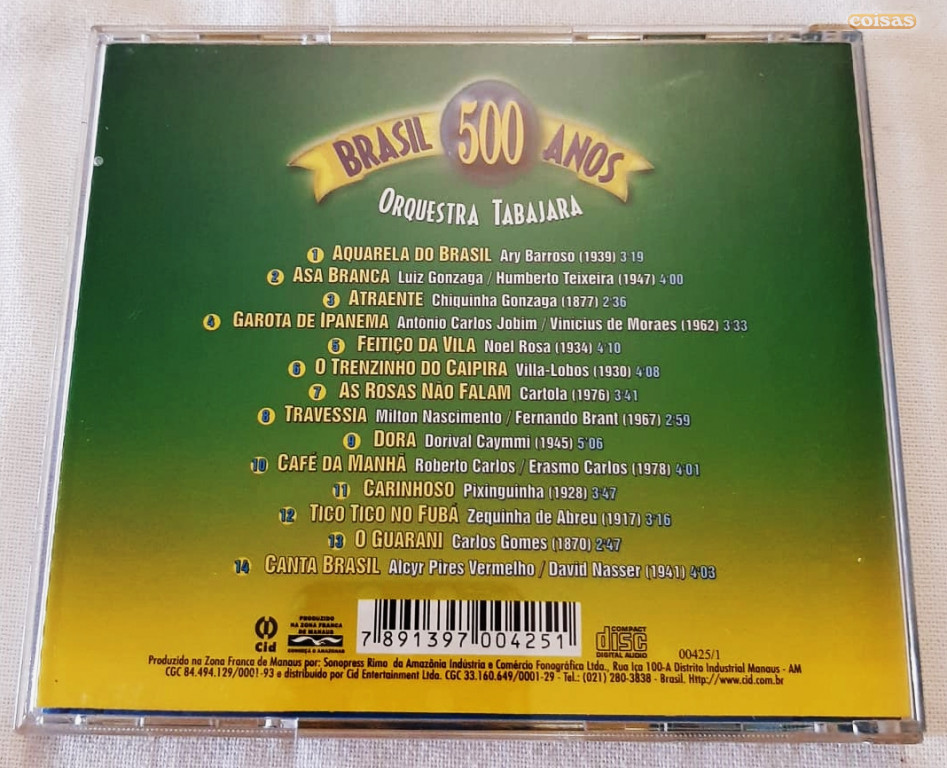 coisas
BRASIL 500 ANOS
ORQUESTRA TABAJARA
1 AQUARELA DO BRASIL Ary Barroso (1939) 3:19
2 ASA BRANCA Luiz Gonzaga / Humberto Teixeira (1947) 4:00
3 ATRAENTE Chiquinha Gonzaga (1877) 2:36
4 GAROTA DE IPANEMA Antonio Carlos Jobim / Vinicius de Moraes (1962) 3:33
5 FEITIÇO DA VILA Noel Rosa (1934) 4:10
6 O TRENZINHO DO CAIPIRA Villa-Lobos (1930) 4:08
7 AS ROSAS NÃO FALAM Cartola (1976) 3:41
8 TRAVESSIA Milton Nascimento / Fernando Brant (1967) 2:59
9 DORA Dorival Caymmi (1945) 5:06
10 CAFÉ DA MANHÃ Roberto Carlos / Erasmo Carlos (1978) 4:01
11 CARINHOSO Pixinguinha (1928) 3:47
12 TICO TICO NO FUBÁ Zequinha de Abreu (1917) 3:16
13 O GUARANI Carlos Gomes (1870) 2:47
14 CANTA BRASIL Alcyr Pires Vermelho / David Nasser (1941) 4:03
cid
PRODUZIDO
NA ZONA FRANCA
DE MANAUS
CONHEÇA O AMAZONAS
7 891397 004251
COMPACT
disc
DIGITAL AUDIO
00425/1
Produzido na Zona Franca de Manaus por: Sonopress Rimo da Amazônia Indústria e Comércio Fonográfica Ltda., Rua Iça 100-A Distrito Industrial Manaus - AM
CGC 84.494.129/0001-93 e distribuido por Cid Entertainment Ltda. CGC 33.160.649/0001-29 - Tel.: (021) 280-3838 - Brasil. Http://www.cid.com.br